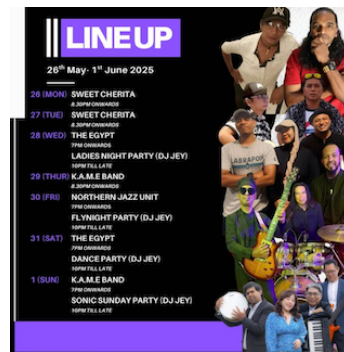 LINE UP
26th May- 1st June 2025
26 (MON) SWEET CHERITA
8.30PM ONWARDS
27 (TUE) SWEET CHERITA
8.30PM ONWARDS
28 (WED) THE EGYPT
7PM ONWARDS
LADIES NIGHT PARTY (DJ JEY)
10PM TILL LATE
29 (THUR) K.A.M.E BAND
8.30PM ONWARDS
30 (FRI) NORTHERN JAZZ UNIT
7PM ONWARDS
FLYNIGHT PARTY (DJ JEY)
10PM TILL LATE
31 (SAT) THE EGYPT
7PM ONWARDS
DANCE PARTY (DJ JEY)
10PM TILL LATE
1 (SUN) K.A.M.E BAND
7PM ONWARDS
SONIC SUNDAY PARTY (DJ JEY)
10PM TILL LATE